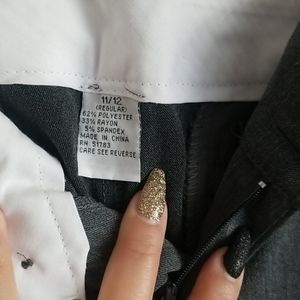 11/12
(REGULAR)
62% POLYESTER
33% RAYON
5% SPANDEX
MADE IN CHINA
RN 51783
CARE SEE REVERSE